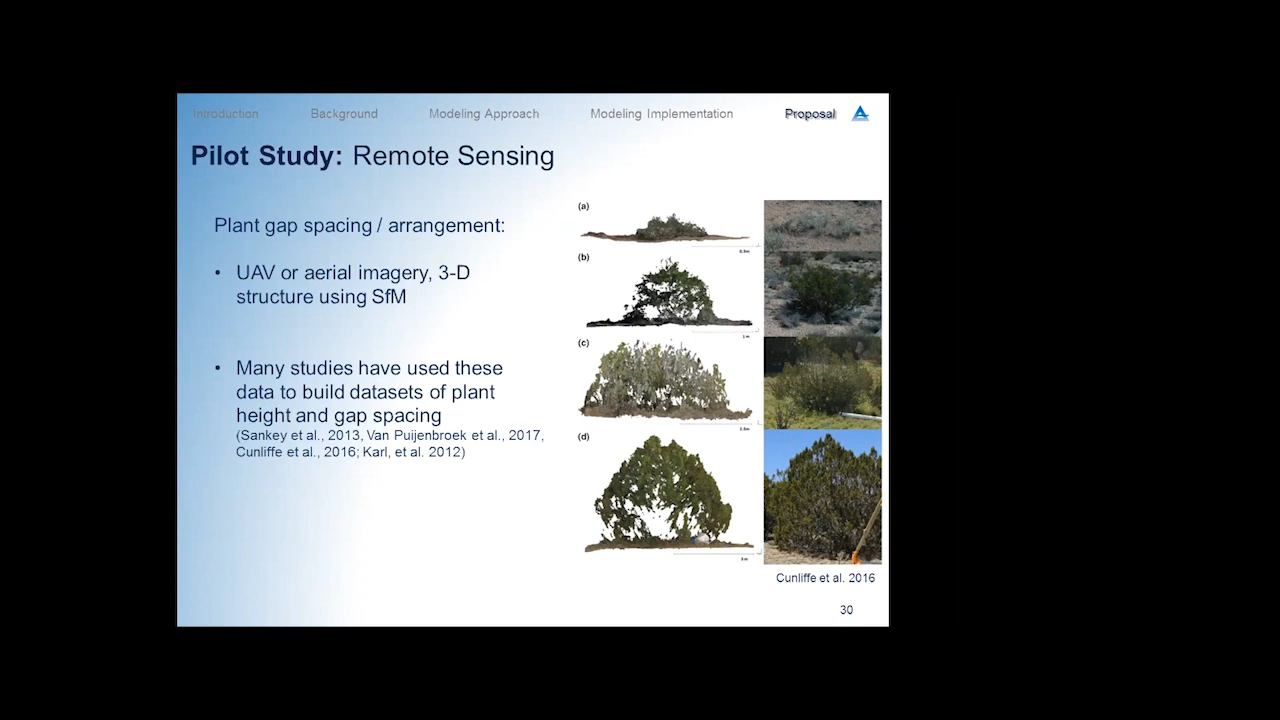 Introduction Background Modeling Approach Modeling Implementation Proposal
Pilot Study: Remote Sensing
Plant gap spacing / arrangement:
• UAV or aerial imagery, 3-D
structure using SfM
• Many studies have used these
data to build datasets of plant
height and gap spacing
(Sankey et al., 2013, Van Puijenbroek et al., 2017,
Cunliffe et al., 2016; Karl, et al. 2012)
(a)
(b)
(c)
(d)
Cunliffe et al. 2016
30